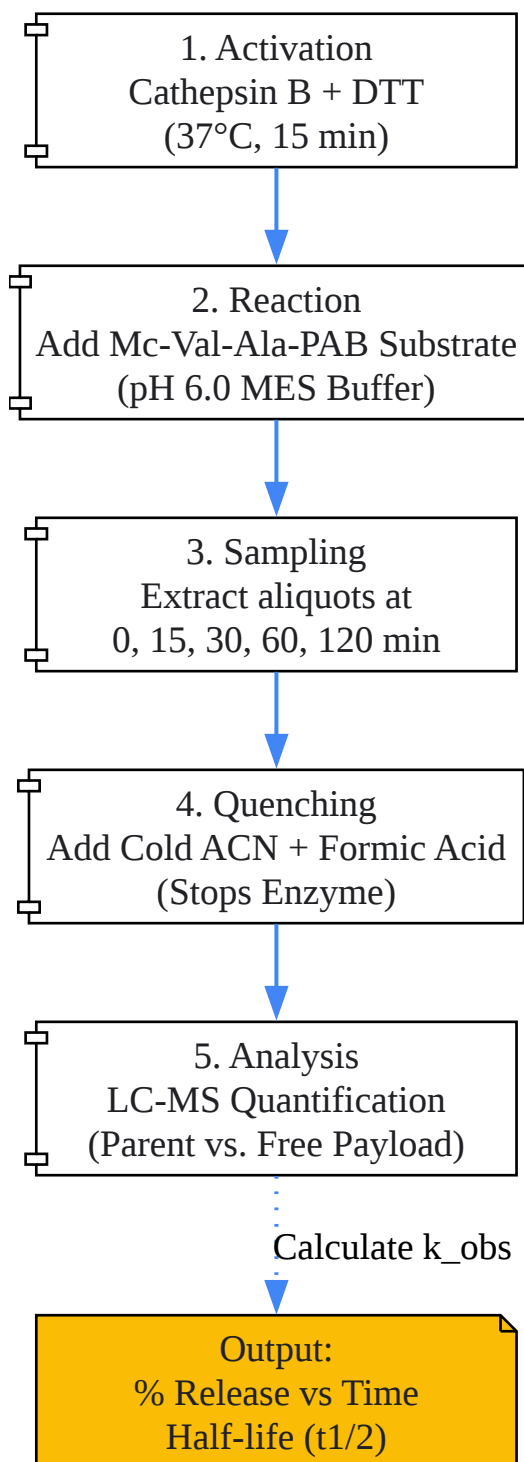 1. Activation
Cathepsin B + DTT
(37°C, 15 min)
2. Reaction
Add Mc-Val-Ala-PAB Substrate
(pH 6.0 MES Buffer)
3. Sampling
Extract aliquots at
0, 15, 30, 60, 120 min
4. Quenching
Add Cold ACN + Formic Acid
(Stops Enzyme)
5. Analysis
LC-MS Quantification
(Parent vs. Free Payload)
Calculate k_obs
Output:
% Release vs Time
Half-life (t1/2)